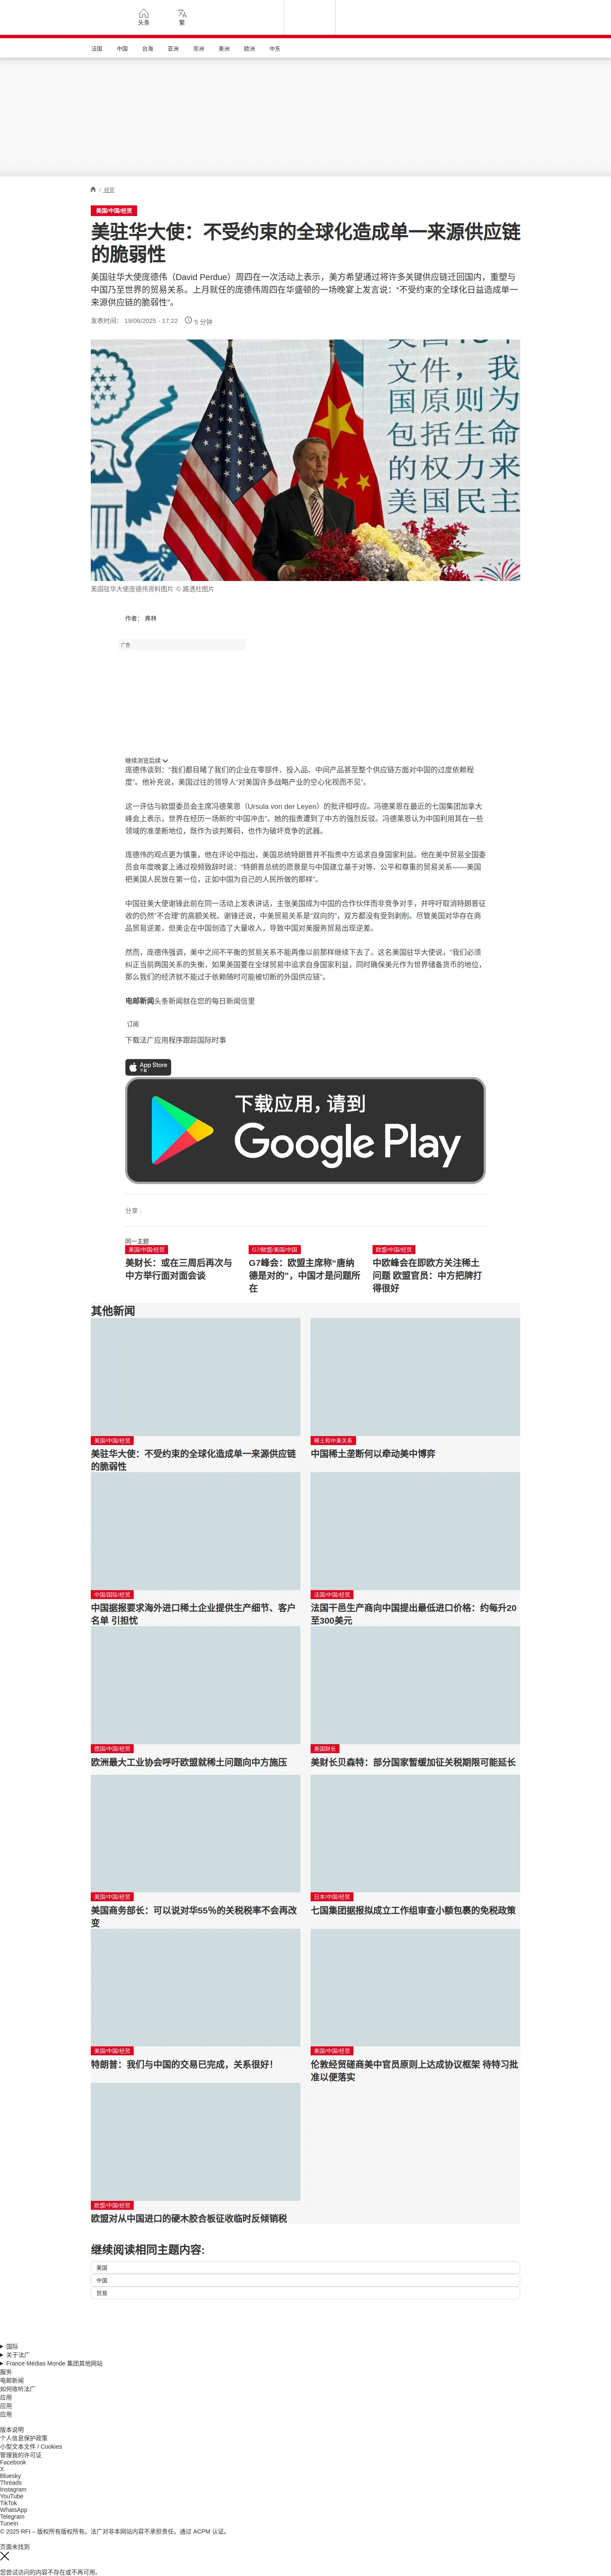 头条
繁
法国 中国 台海 亚洲 非洲 美洲 欧洲 中东
/ 经贸
美国/中国/经贸
美驻华大使：不受约束的全球化造成单一来源供应链
的脆弱性
美国驻华大使庞德伟（David Perdue）周四在一次活动上表示，美方希望通过将许多关键供应链迁回国内，重塑与
中国乃至世界的贸易关系。上月就任的庞德伟周四在华盛顿的一场晚宴上发言说：“不受约束的全球化日益造成单一
来源供应链的脆弱性”。
发表时间： 19/06/2025 - 17:22 5 分钟
文件，我
国原则为
包括生命
的权力来
美国民主
美国驻华大使庞德伟资料图片 © 路透社图片
作者： 弗林
广告
继续浏览后续
庞德伟谈到：“我们都目睹了我们的企业在零部件、投入品、中间产品甚至整个供应链方面对中国的过度依赖程
度”。他补充说，美国过往的领导人“对美国许多战略产业的空心化视而不见”。
这一评估与欧盟委员会主席冯德莱恩（Ursula von der Leyen）的批评相呼应。冯德莱恩在最近的七国集团加拿大
峰会上表示，世界在经历一场新的“中国冲击”。她的指责遭到了中方的强烈反驳。冯德莱恩认为中国利用其在一些
领域的准垄断地位，既作为谈判筹码，也作为破坏竞争的武器。
庞德伟的观点更为慎重，他在评论中指出，美国总统特朗普并不指责中方追求自身国家利益。他在美中贸易全国委
员会年度晚宴上通过视频致辞时说：“特朗普总统的愿景是与中国建立基于对等、公平和尊重的贸易关系——美国
把美国人民放在第一位，正如中国为自己的人民所做的那样”。
中国驻美大使谢锋此前在同一活动上发表讲话，主张美国成为中国的合作伙伴而非竞争对手，并呼吁取消特朗普征
收的仍然“不合理”的高额关税。谢锋还说，中美贸易关系是“双向的”，双方都没有受到剥削。尽管美国对华存在商
品贸易逆差，但美企在中国创造了大量收入，导致中国对美服务贸易出现逆差。
然而，庞德伟强调，美中之间不平衡的贸易关系不能再像以前那样继续下去了。这名美国驻华大使说，“我们必须
纠正当前两国关系的失衡，如果美国要在全球贸易中追求自身国家利益，同时确保美元作为世界储备货币的地位，
那么我们的经济就不能过于依赖随时可能被切断的外国供应链”。
电邮新闻头条新闻就在您的每日新闻信里
订阅
下载法广应用程序跟踪国际时事
App Store
下载
下载应用，请到
Google Play
分享 :
同一主题
美国/中国/经贸
美财长：或在三周后再次与
中方举行面对面会谈
G7/欧盟/美国/中国
G7峰会：欧盟主席称“唐纳
德是对的”，中国才是问题所
在
欧盟/中国/经贸
中欧峰会在即欧方关注稀土
问题 欧盟官员：中方把牌打
得很好
其他新闻
美国/中国/经贸
美驻华大使：不受约束的全球化造成单一来源供应链
的脆弱性
稀土和中美关系
中国稀土垄断何以牵动美中博弈
中国/国际/经贸
中国据报要求海外进口稀土企业提供生产细节、客户
名单 引担忧
法国/中国/经贸
法国干邑生产商向中国提出最低进口价格：约每升20
至300美元
德国/中国/经贸
欧洲最大工业协会呼吁欧盟就稀土问题向中方施压
美国财长
美财长贝森特：部分国家暂缓加征关税期限可能延长
美国/中国/经贸
美国商务部长：可以说对华55%的关税税率不会再改
变
日本/中国/经贸
七国集团据报拟成立工作组审查小额包裹的免税政策
美国/中国/经贸
特朗普：我们与中国的交易已完成，关系很好！
美国/中国/经贸
伦敦经贸磋商美中官员原则上达成协议框架 待特习批
准以便落实
欧盟/中国/经贸
欧盟对从中国进口的硬木胶合板征收临时反倾销税
继续阅读相同主题内容:
美国
中国
贸易
国际
关于法广
France Médias Monde 集团其他网站
服务
电邮新闻
如何收听法广
应用
应用
应用
版本说明
个人信息保护政策
小型文本文件 / Cookies
管理我的许可证
Facebook
X
Bluesky
Threads
Instagram
YouTube
TikTok
WhatsApp
Telegram
TuneIn
© 2025 RFI – 版权所有版权所有。法广对非本网站内容不承担责任。通过 ACPM 认证。
页面未找到
您尝试访问的内容不存在或不再可用。